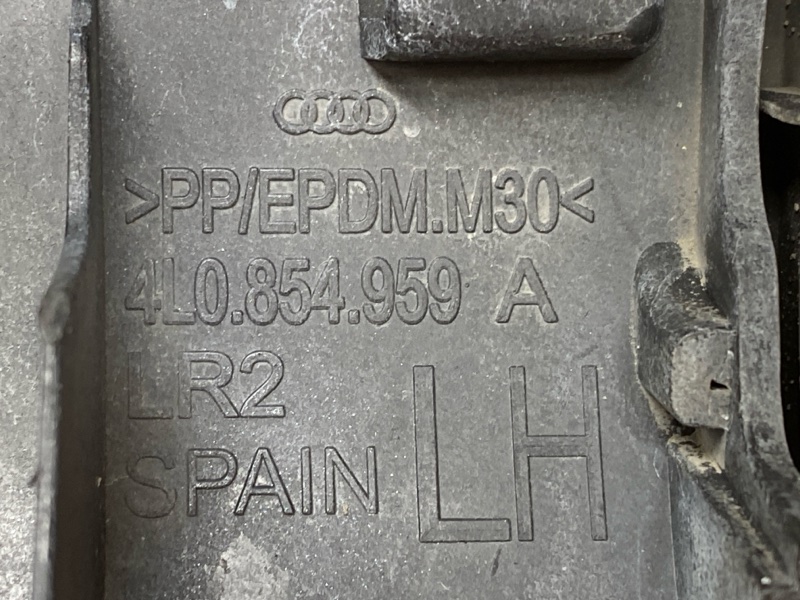 >PP/EPDM.M30<
4L0.854.959 A
LR2
SPAIN
LH